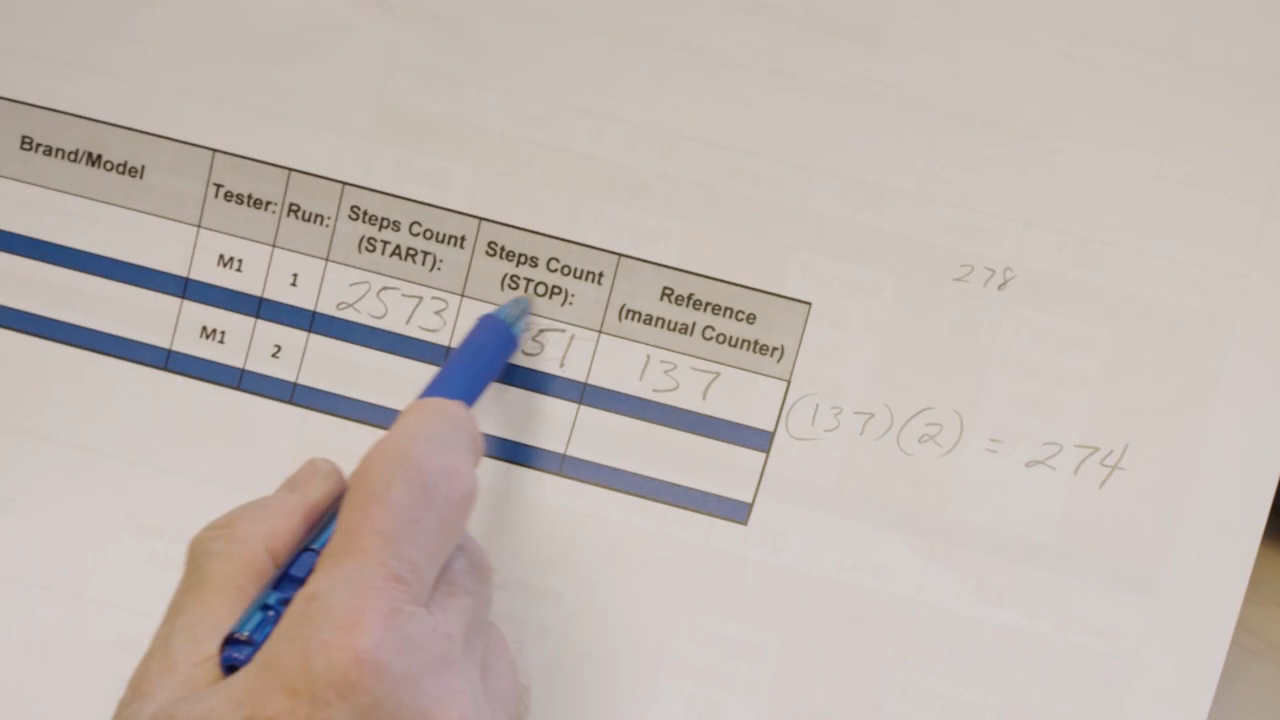 Brand/Model
Tester:
Run:
Steps Count
(START):
Steps Count
(STOP):
Reference
(manual Counter)
M1
1
2573
51
137
M1
2
278
(137)(2) = 274